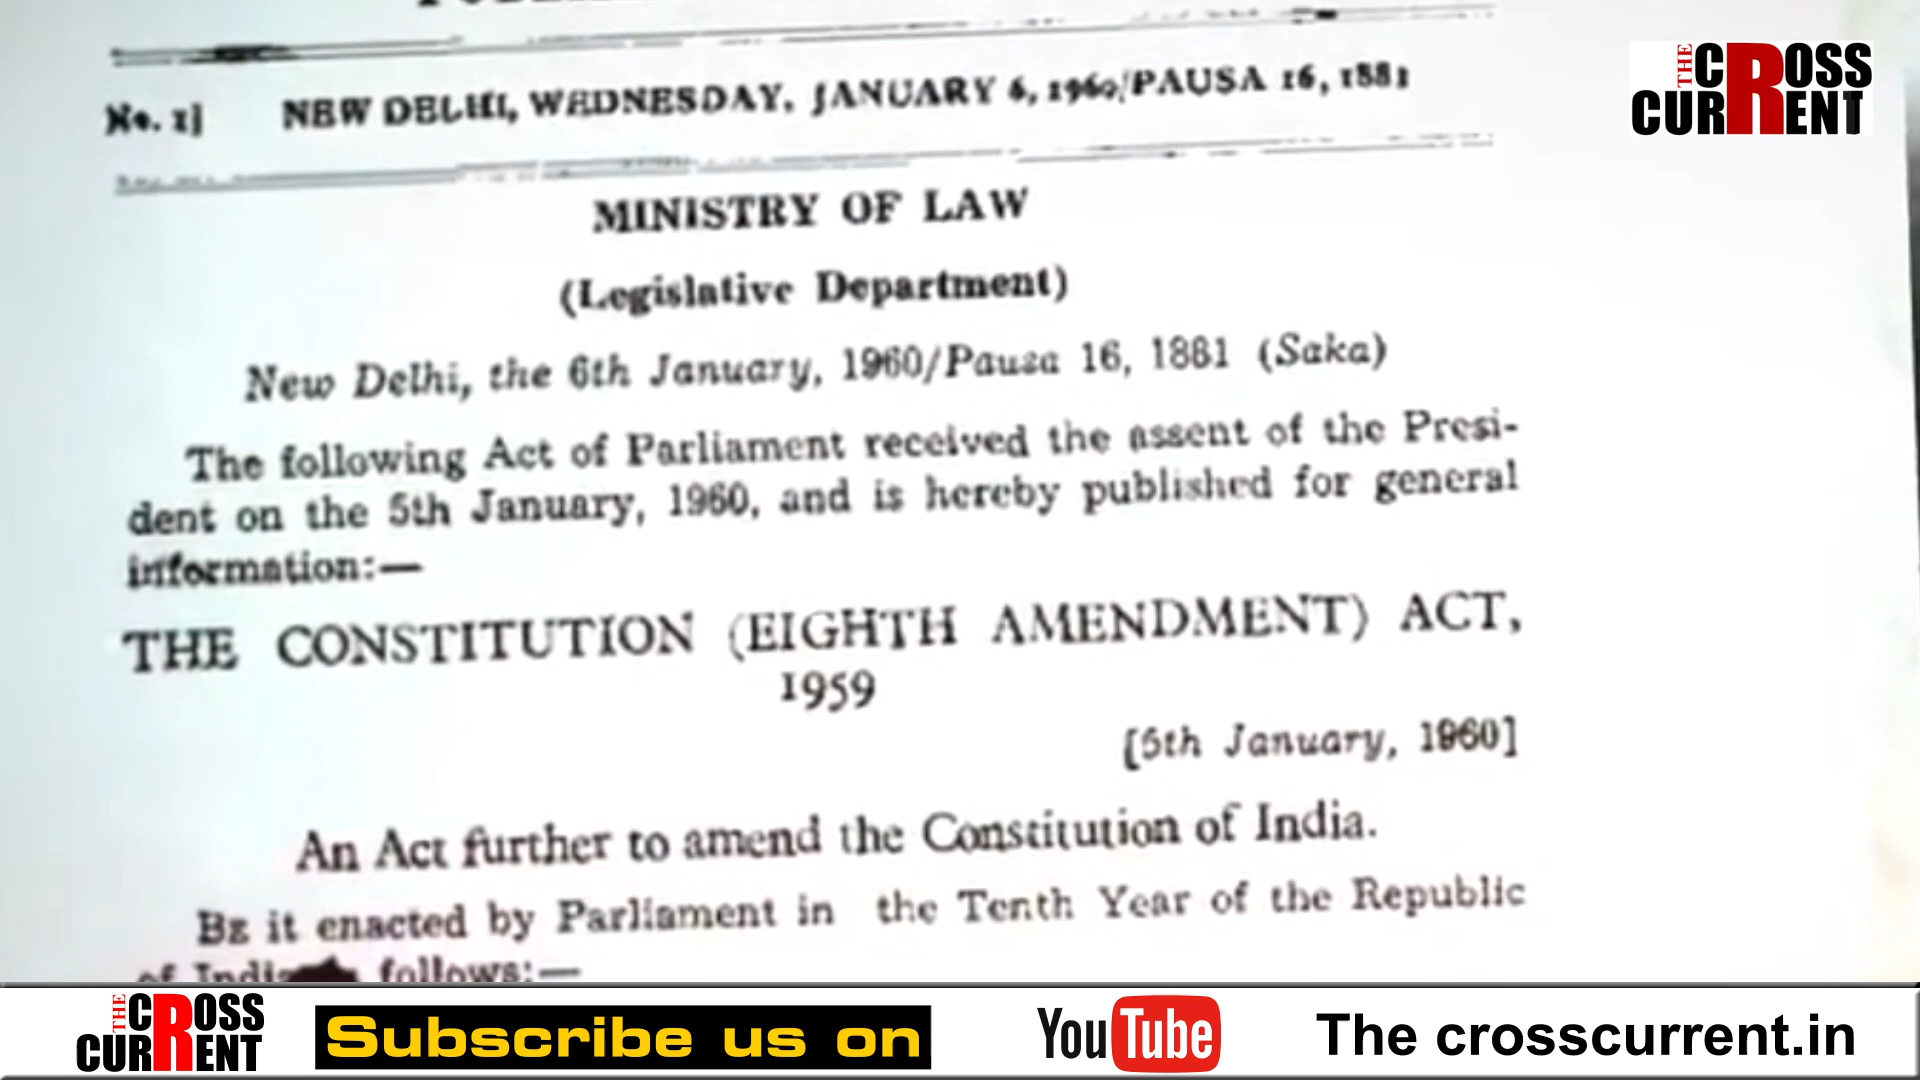 No. 1] NEW DELHI, WEDNESDAY, JANUARY 6, 1960/PAUSA 16, 1881
THE CROSS
CURRENT
MINISTRY OF LAW
(Legislative Department)
New Delhi, the 6th January, 1960/Pausa 16, 1881 (Saka)
The following Act of Parliament received the assent of the Presi-
dent on the 5th January, 1960, and is hereby published for general
information:—
THE CONSTITUTION (EIGHTH AMENDMENT) ACT,
1959
[5th January, 1960]
An Act further to amend the Constitution of India.
BE it enacted by Parliament in the Tenth Year of the Republic
of follows:—
THE CROSS
CURRENT
Subscribe us on
YouTube
The crosscurrent.in